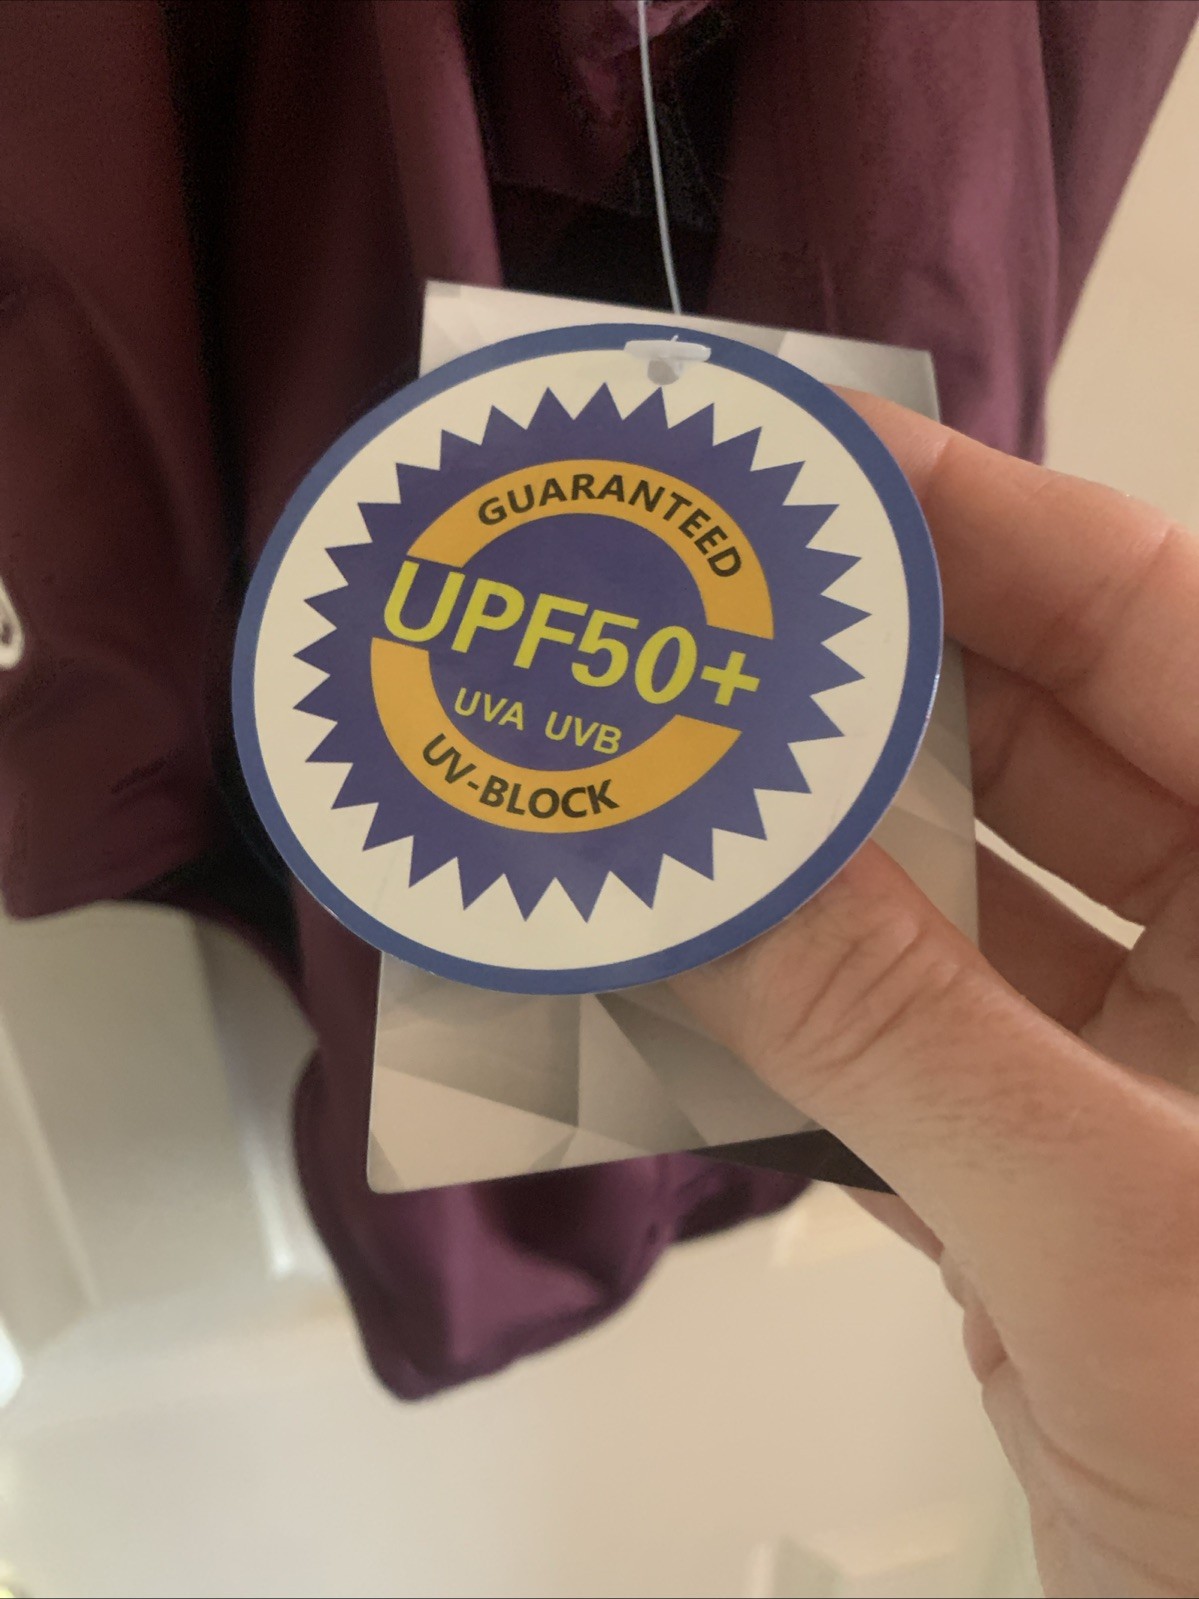 GUARANTEED
UPF50+
UVA UVB
UV-BLOCK